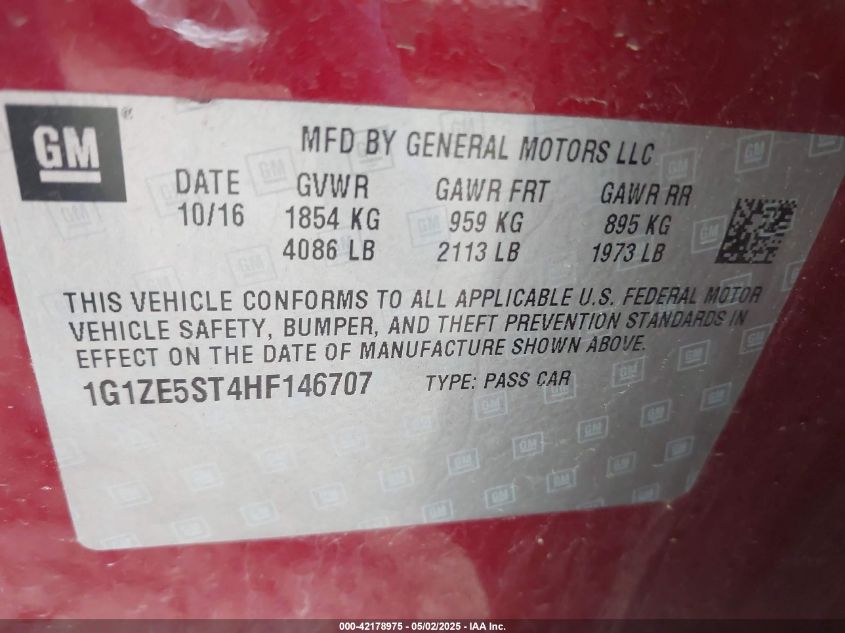 GM
MFD BY GENERAL MOTORS LLC
DATE GVWR GAWR FRT GAWR RR
10/16 1854 KG 959 KG 895 KG
4086 LB 2113 LB 1973 LB
THIS VEHICLE CONFORMS TO ALL APPLICABLE U.S. FEDERAL MOTOR
VEHICLE SAFETY, BUMPER, AND THEFT PREVENTION STANDARDS IN
EFFECT ON THE DATE OF MANUFACTURE SHOWN ABOVE.
1G1ZE5ST4HF146707 TYPE: PASS CAR
000-42178975 - 05/02/2025 - IAA Inc.